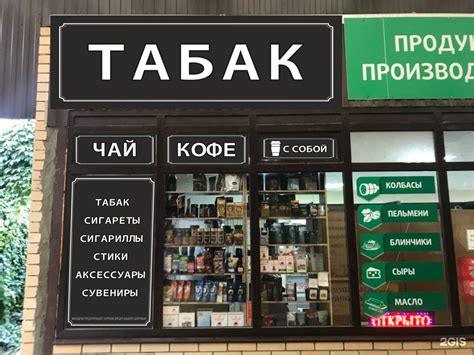 ТАБАК
ПРОДУ
ПРОИЗВОД
ЧАЙ
КОФЕ
С СОБОЙ
ТАБАК
СИГАРЕТЫ
СИГАРИЛЛЫ
СТИКИ
АКСЕССУАРЫ
СУВЕНИРЫ
КОЛБАСЫ
ПЕЛЬМЕНИ
БЛИНЧИКИ
СЫРЫ
МАСЛО
ОТКРЫТО
2GIS